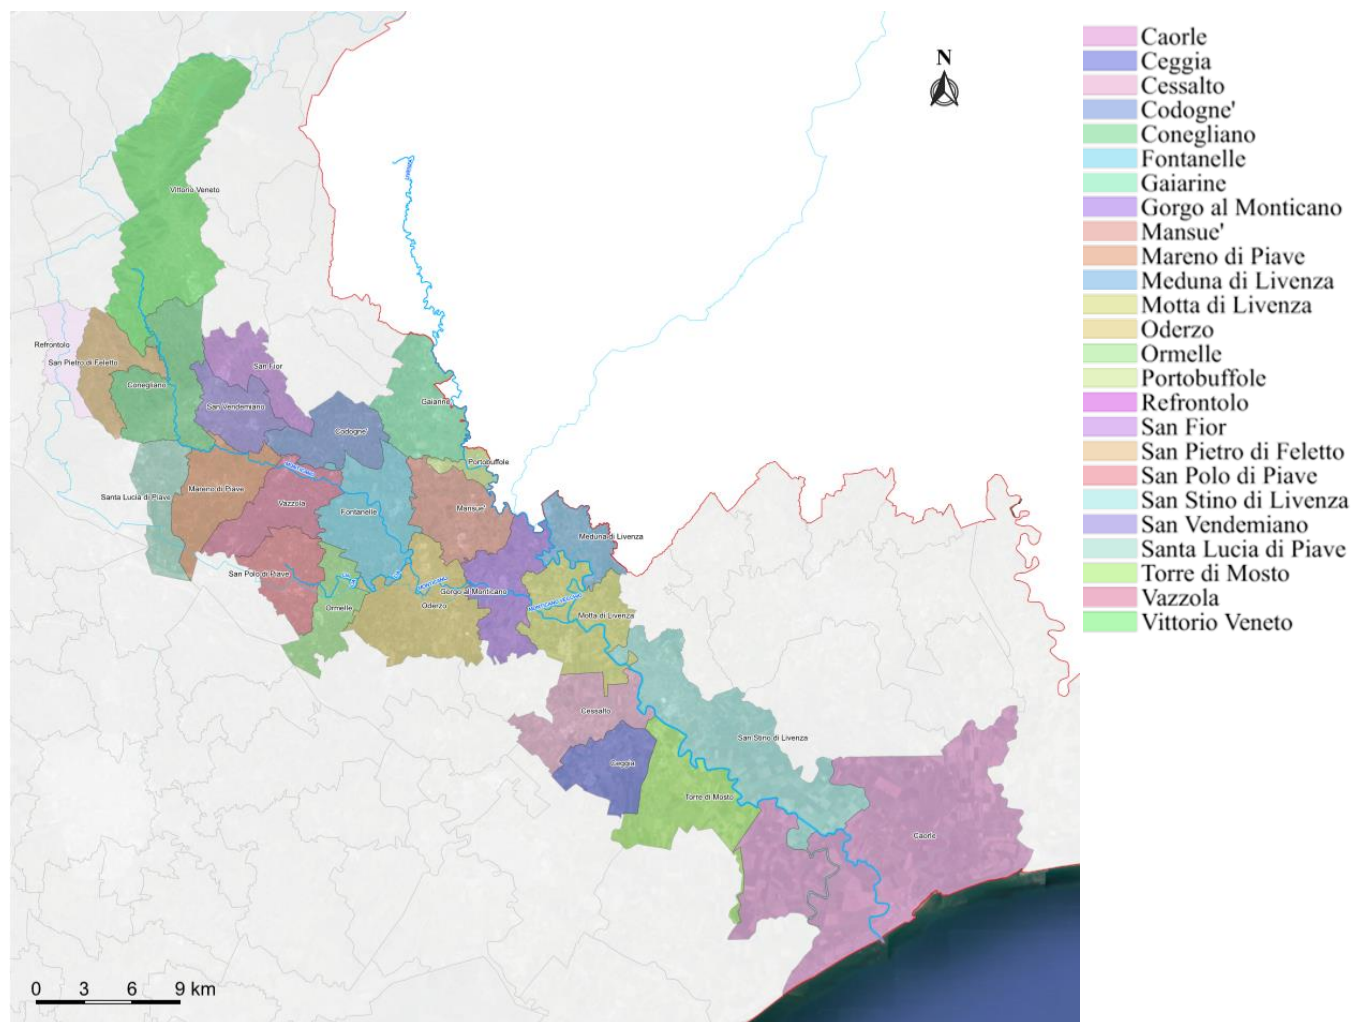 N
Caorle
Ceggia
Cessalto
Codogne'
Conegliano
Fontanelle
Gaiarine
Gorgo al Monticano
Mansue'
Mareno di Piave
Meduna di Livenza
Motta di Livenza
Oderzo
Ormelle
Portobuffole
Refrontolo
San Fior
San Pietro di Feletto
San Polo di Piave
San Stino di Livenza
San Vendemiano
Santa Lucia di Piave
Torre di Mosto
Vazzola
Vittorio Veneto
Vittorio Veneto
Refrontolo
San Pietro di Feletto
San Fior
Conegliano
San Vendemiano
Gaiarine
Codogne'
Portobuffole
MONTICANO
Mareno di Piave
Santa Lucia di Piave
Vazzola
Fontanelle
Mansue'
Meduna di Livenza
San Polo di Piave
MONTICANO
Gorgo al Monticano
Ormelle
Oderzo
Motta di Livenza
Cessalto
San Stino di Livenza
Ceggia
Torre di Mosto
Caorle
0 3 6 9 km